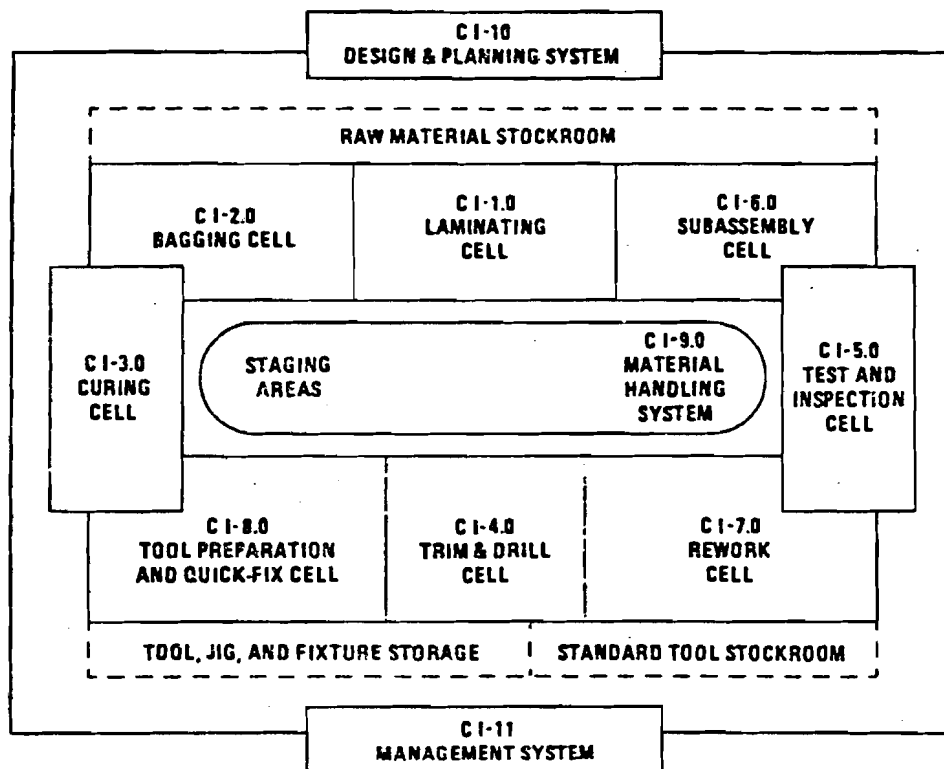 C I-10
DESIGN & PLANNING SYSTEM
RAW MATERIAL STOCKROOM
C I-2.0
BAGGING CELL
C I-1.0
LAMINATING
CELL
C I-6.0
SUBASSEMBLY
CELL
C I-3.0
CURING
CELL
STAGING
AREAS
C I-9.0
MATERIAL
HANDLING
SYSTEM
C I-5.0
TEST AND
INSPECTION
CELL
C I-8.0
TOOL PREPARATION
AND QUICK-FIX CELL
C I-4.0
TRIM & DRILL
CELL
C I-7.0
REWORK
CELL
TOOL, JIG, AND FIXTURE STORAGE
STANDARD TOOL STOCKROOM
C I-11
MANAGEMENT SYSTEM